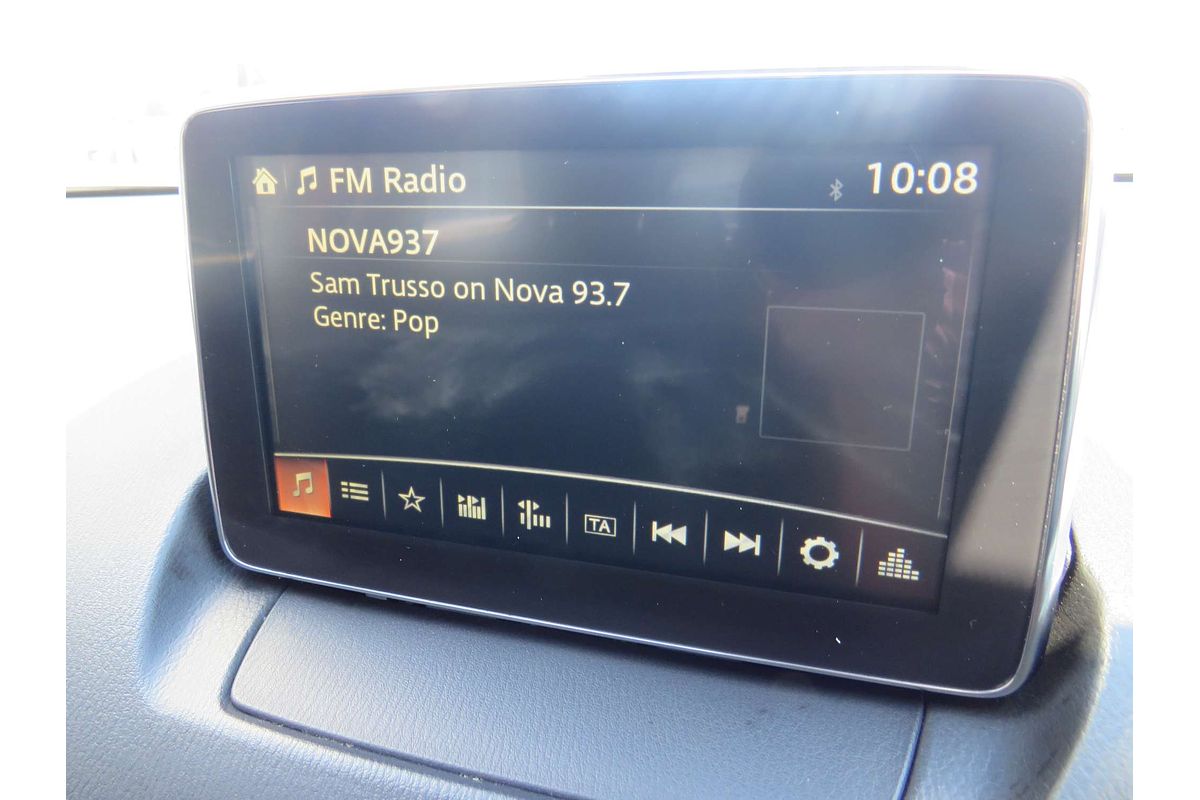 FM Radio
10:08
NOVA937
Sam Trusso on Nova 93.7
Genre: Pop
TA